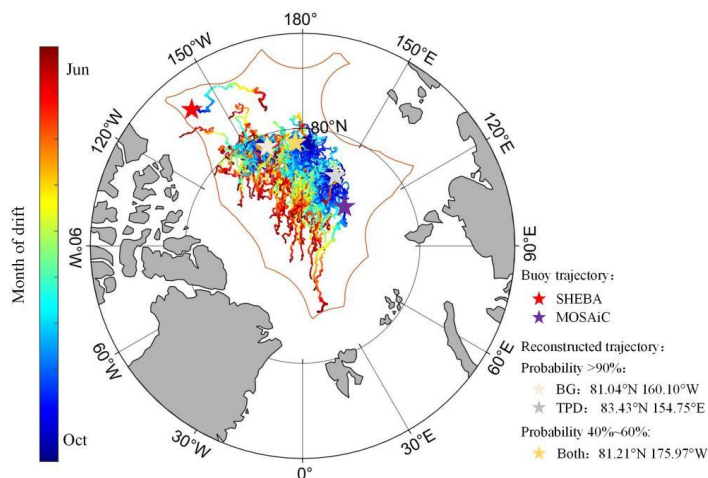 180°
150°W
150°E
120°W
120°E
80°N
90°W
90°E
60°W
60°E
30°W
30°E
0°
Jun
Month of drift
Oct
Buoy trajectory：
SHEBA
MOSAiC
Reconstructed trajectory：
Probability >90%：
BG：81.04°N 160.10°W
TPD：83.43°N 154.75°E
Probability 40%~60%:
Both：81.21°N 175.97°W